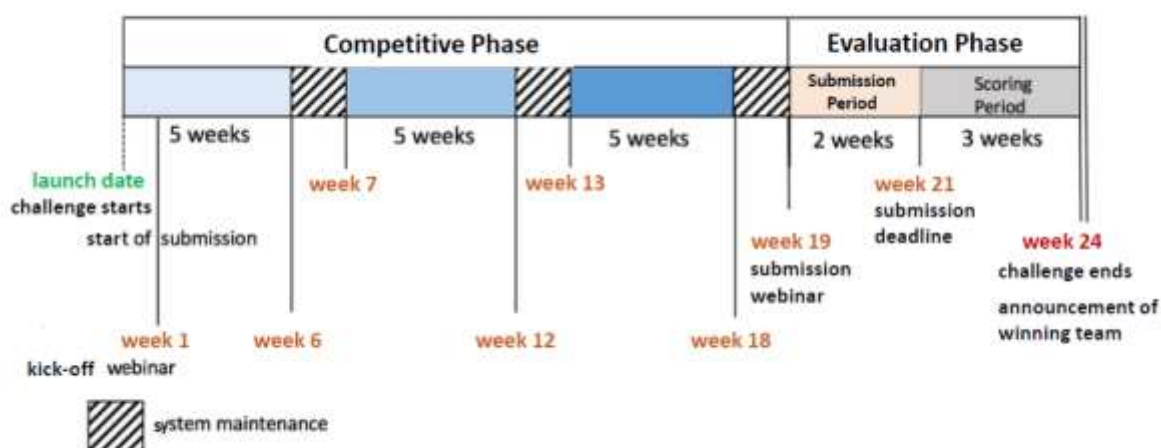 Competitive Phase
Evaluation Phase
Submission
Period
Scoring
Period
5 weeks
5 weeks
5 weeks
2 weeks
3 weeks
launch date
challenge starts
start of submission
week 7
week 13
week 21
submission
deadline
week 19
submission
webinar
week 24
challenge ends
announcement of
winning team
week 1
kick-off webinar
week 6
week 12
week 18
system maintenance